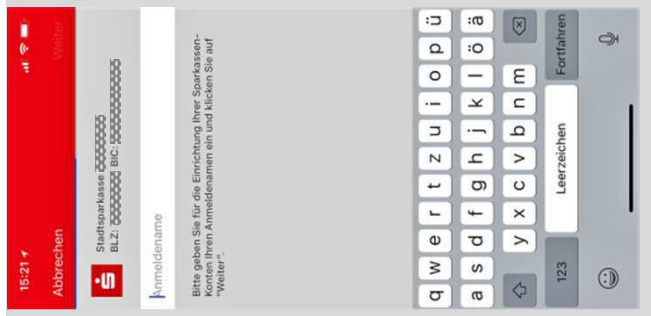 15:21
Abbrechen
Weiter
Stadtsparkasse
BLZ: BIC:
Anmeldename
Bitte geben Sie für die Einrichtung Ihrer Sparkassen-
Konten Ihren Anmeldenamen ein und klicken Sie auf
"Weiter".
q w e r t z u i o p ü
a s d f g h j k l ö ä
y x c v b n m
123 Leerzeichen Fortfahren